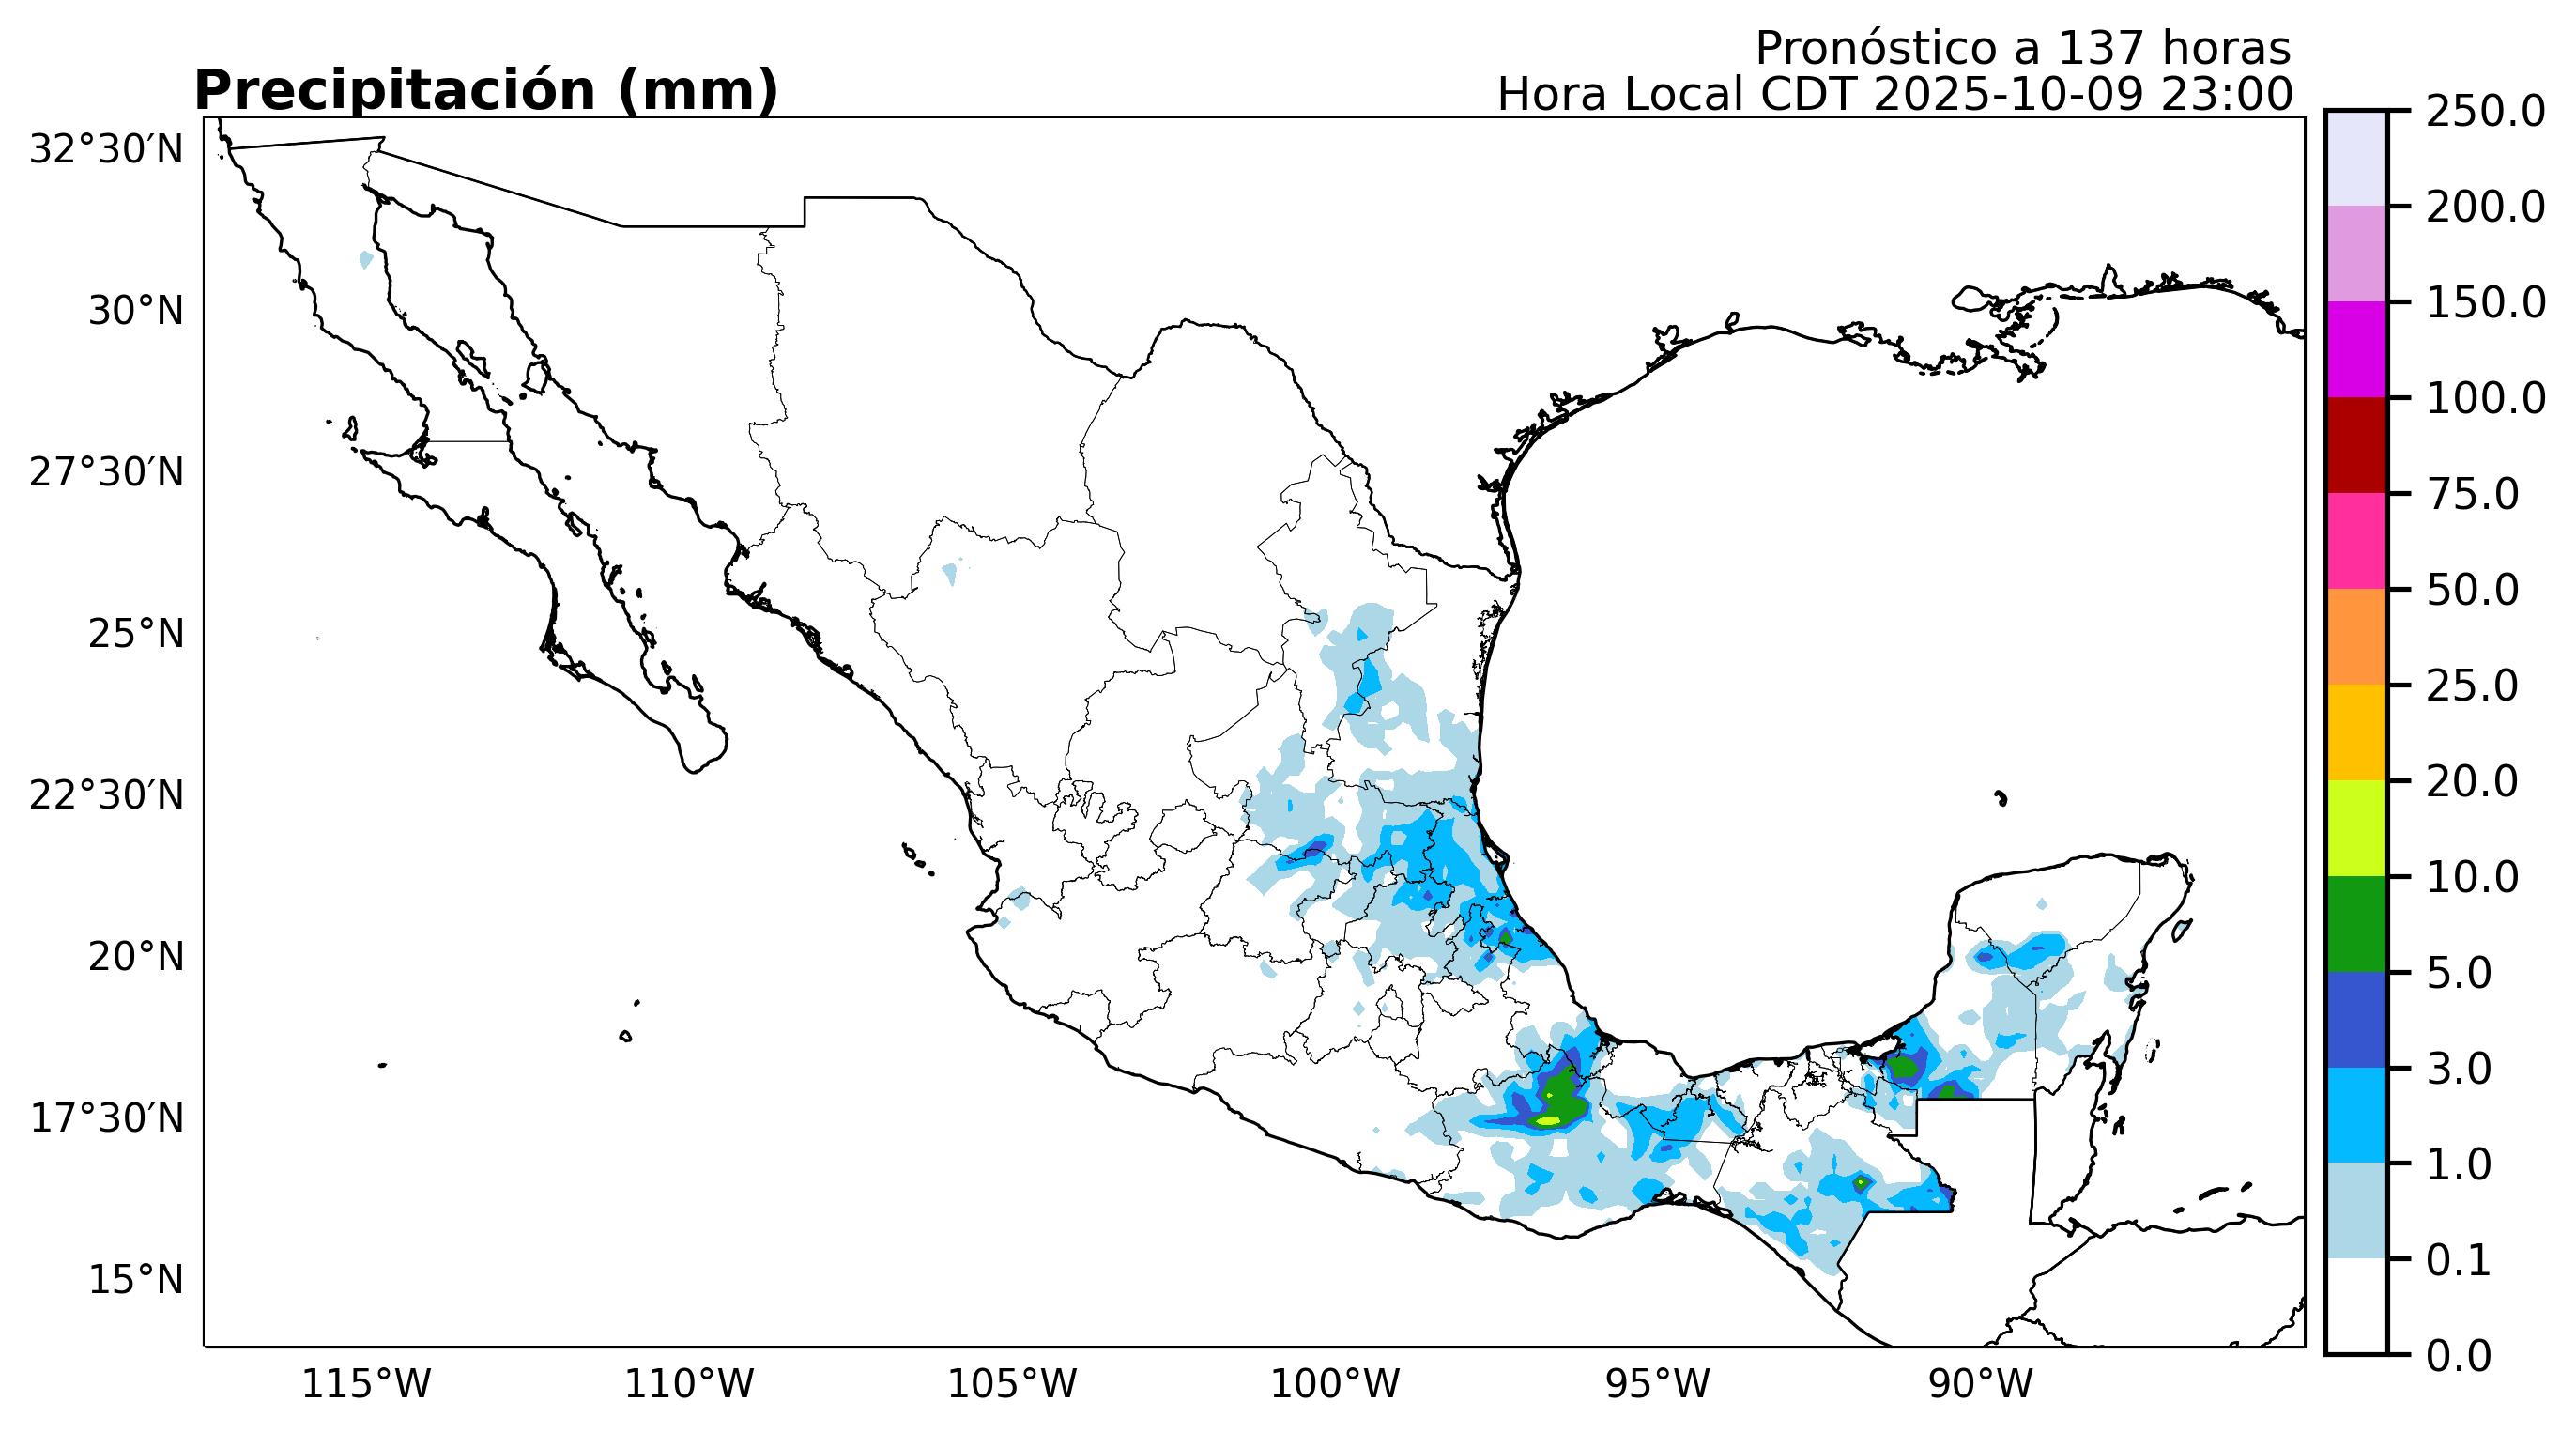 Pronóstico a 137 horas
Precipitación (mm)
Hora Local CDT 2025-10-09 23:00
32°30′N
30°N
27°30′N
25°N
22°30′N
20°N
17°30′N
15°N
115°W
110°W
105°W
100°W
95°W
90°W
250.0
200.0
150.0
100.0
75.0
50.0
25.0
20.0
10.0
5.0
3.0
1.0
0.1
0.0